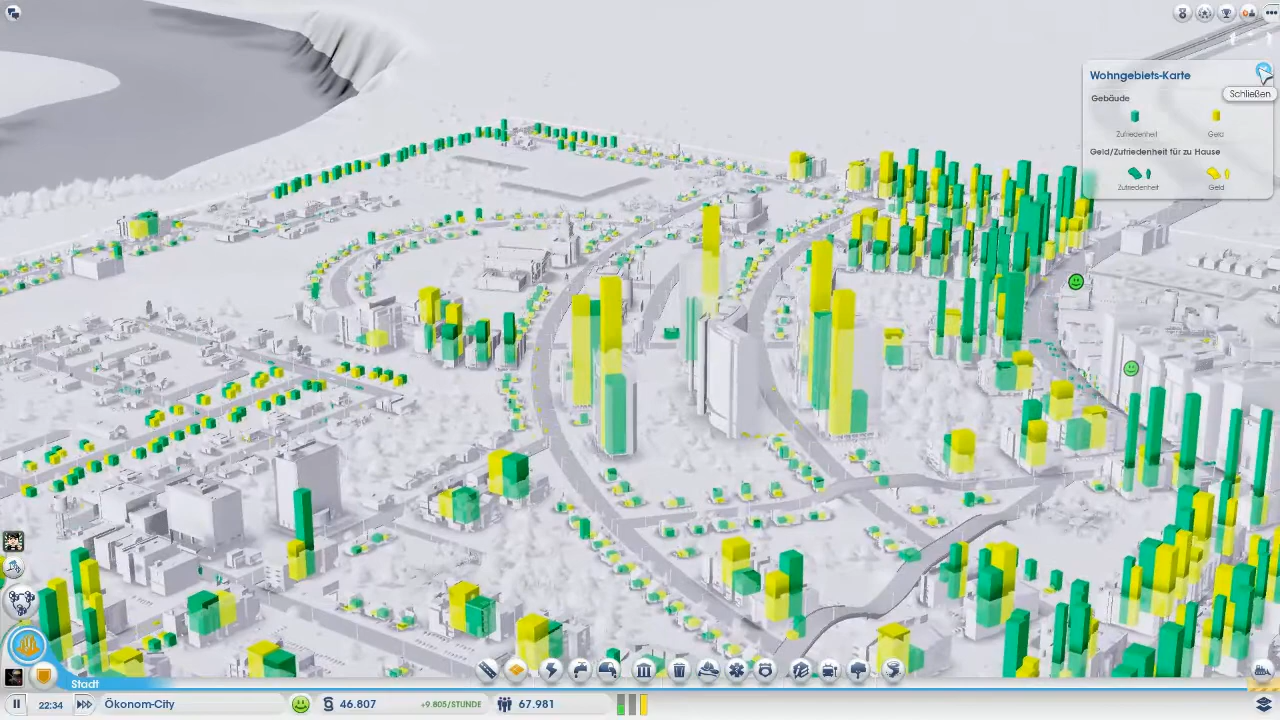 Wohngebiets-Karte
Schließen
Gebäude
Zufriedenheit
Geld
Geld/Zufriedenheit für zu Hause
Zufriedenheit
Geld
Stadt
22:34
Ökonom-City
46.807
+9.805/STUNDE
67.981